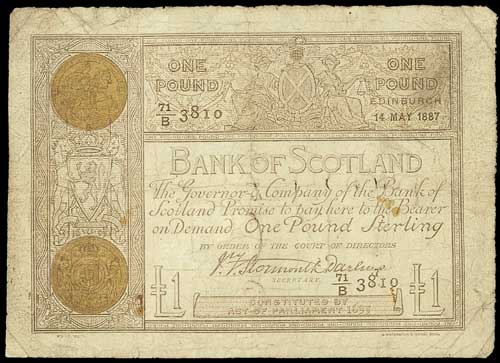 ONE POUND
ONE POUND
71/B 3810
EDINBURGH
14 MAY 1887
BANK OF SCOTLAND
The Governor & Company of the Bank of
Scotland Promise to pay here to the Bearer
on Demand One Pound Sterling
BY ORDER OF THE COURT OF DIRECTORS
J. F. Stormonth Darling
SECRETARY.
71/B 3810
£1
£1
CONSTITUTED BY
ACT OF PARLIAMENT 1695